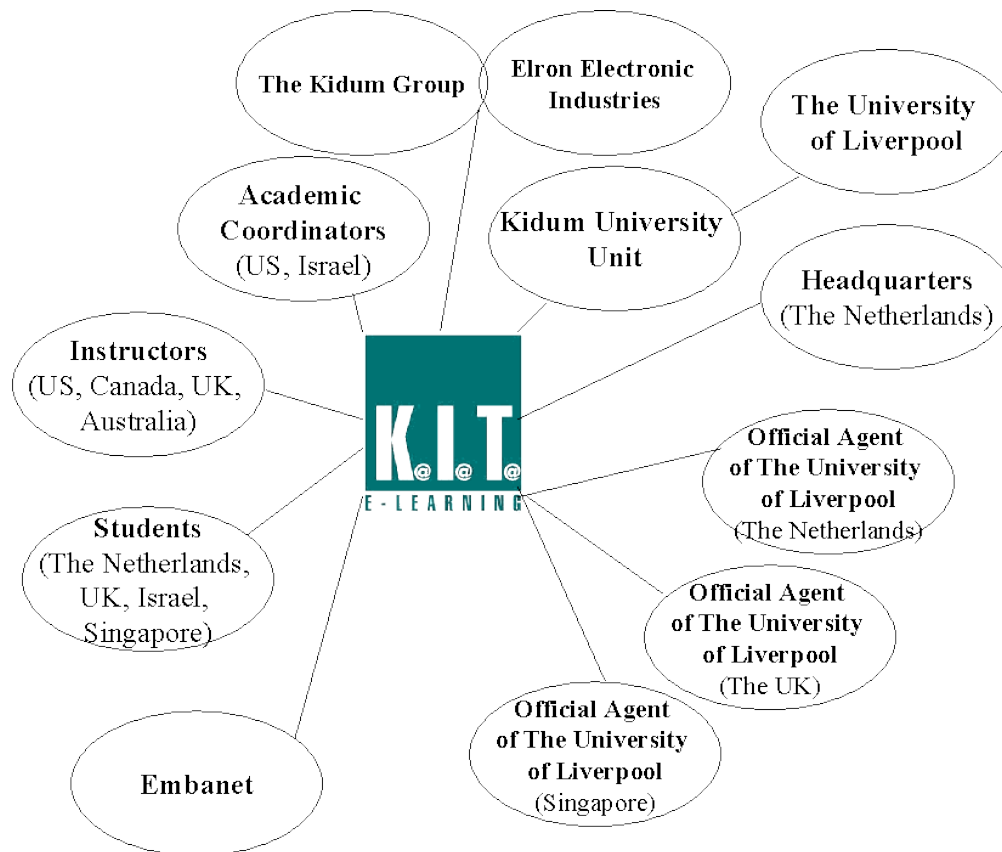 The Kidum Group
Elron Electronic
Industries
The University
of Liverpool
Academic
Coordinators
(US, Israel)
Kidum University
Unit
Headquarters
(The Netherlands)
Instructors
(US, Canada, UK,
Australia)
K.I.T.
@ @ @
E-LEARNING
Official Agent
of The University
of Liverpool
(The Netherlands)
Students
(The Netherlands,
UK, Israel,
Singapore)
Official Agent
of The University
of Liverpool
(The UK)
Official Agent
of The University
of Liverpool
(Singapore)
Embanet